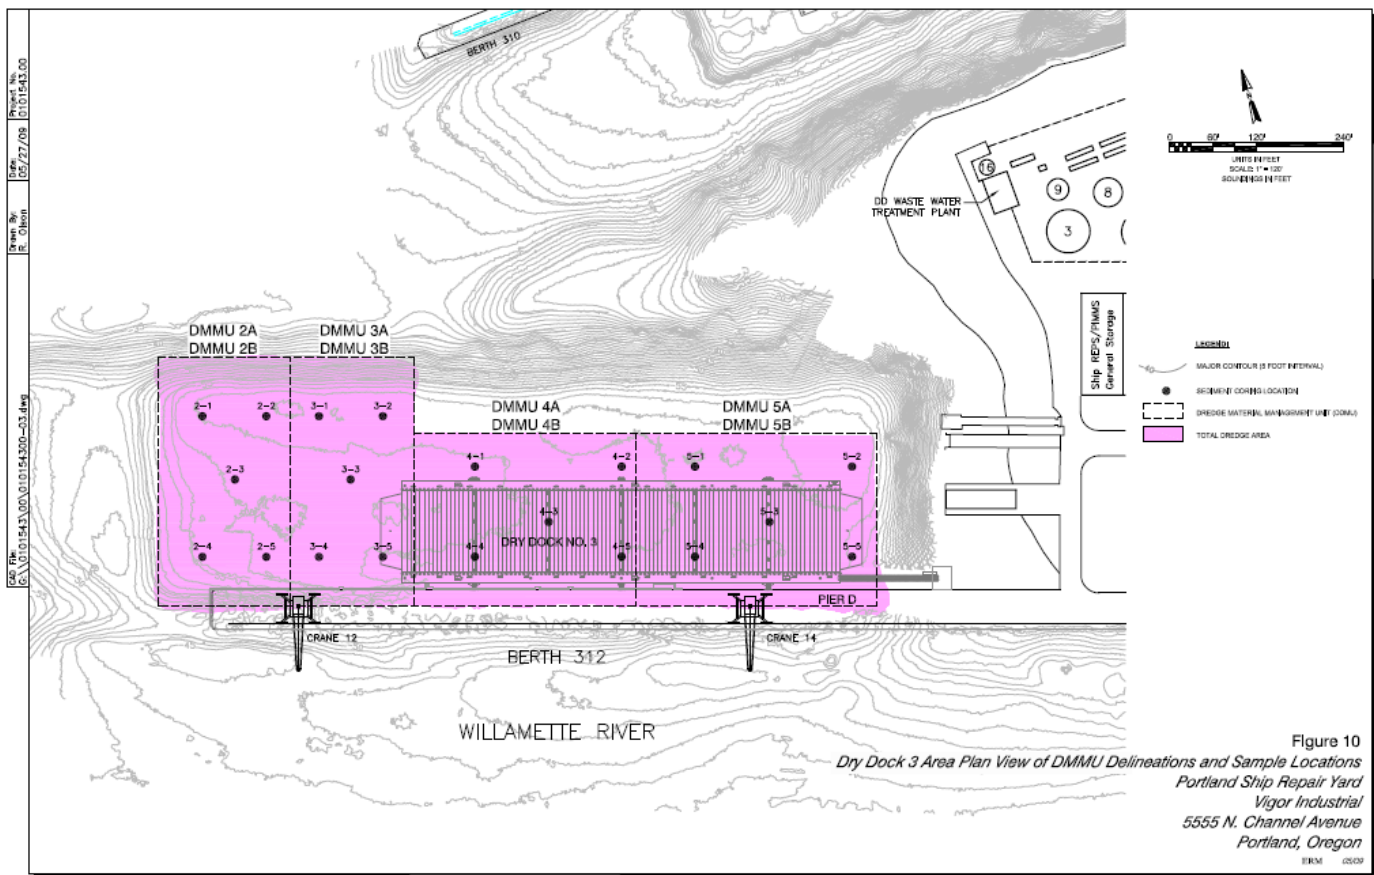 Project No.
0101543.00
Date:
05/27/09
Drawn By:
R. Olson
CAD File:
G:\0101543\00\010154300-03.dwg
BERTH 310
0 60' 120' 240'
UNITS IN FEET
SCALE: 1" = 120'
SOUNDINGS IN FEET
16
9
8
3
DD WASTE WATER
TREATMENT PLANT
Ship REPS/PIMMS
General Storage
LEGEND:
MAJOR CONTOUR (5 FOOT INTERVAL)
SEDIMENT CORING LOCATION
DREDGE MATERIAL MANAGEMENT UNIT (DDMU)
TOTAL DREDGE AREA
DMMU 2A
DMMU 2B
DMMU 3A
DMMU 3B
DMMU 4A
DMMU 4B
DMMU 5A
DMMU 5B
2-1 2-2 3-1 3-2
4-1 4-2 5-1 5-2
2-3 3-3
4-3 5-3
DRY DOCK NO. 3
2-4 2-5 3-4 3-5 4-4 4-5 5-4 5-5
PIER D
CRANE 12
CRANE 14
BERTH 312
WILLAMETTE RIVER
Figure 10
Dry Dock 3 Area Plan View of DMMU Delineations and Sample Locations
Portland Ship Repair Yard
Vigor Industrial
5555 N. Channel Avenue
Portland, Oregon
ERM 05/09